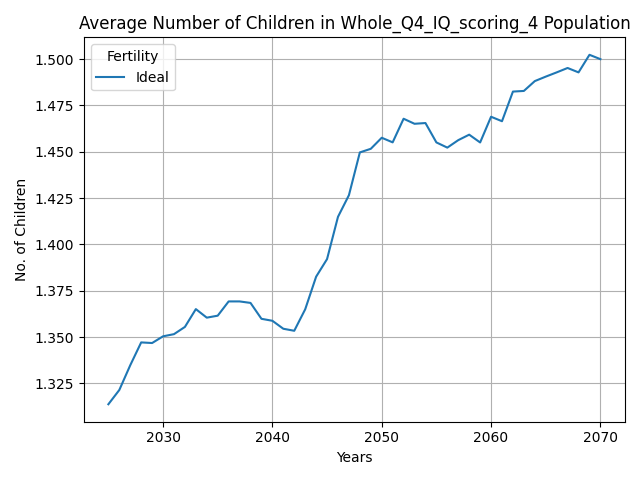 Average Number of Children in Whole_Q4_IQ_scoring_4 Population
Fertility
Ideal
1.500
1.475
1.450
1.425
1.400
1.375
1.350
1.325
No. of Children
2030 2040 2050 2060 2070
Years